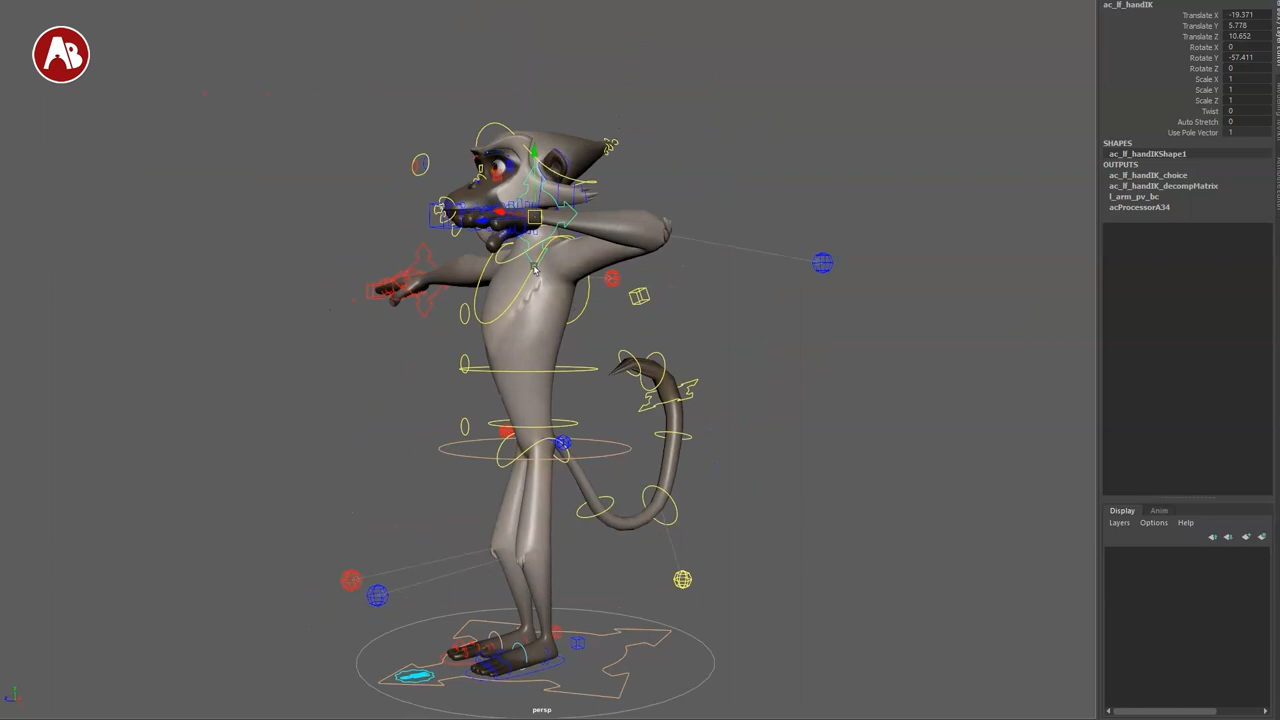 AB
ac_lf_handIK
Translate X -19.371
Translate Y 5.778
Translate Z 10.652
Rotate X 0
Rotate Y -57.411
Rotate Z 0
Scale X 1
Scale Y 1
Scale Z 1
Twist 0
Auto Stretch 0
Use Pole Vector 1
SHAPES
ac_lf_handIKShape1
OUTPUTS
ac_lf_handIK_choice
ac_lf_handIK_decompMatrix
l_arm_pv_bc
acProcessorA34
Display Anim
Layers Options Help
persp